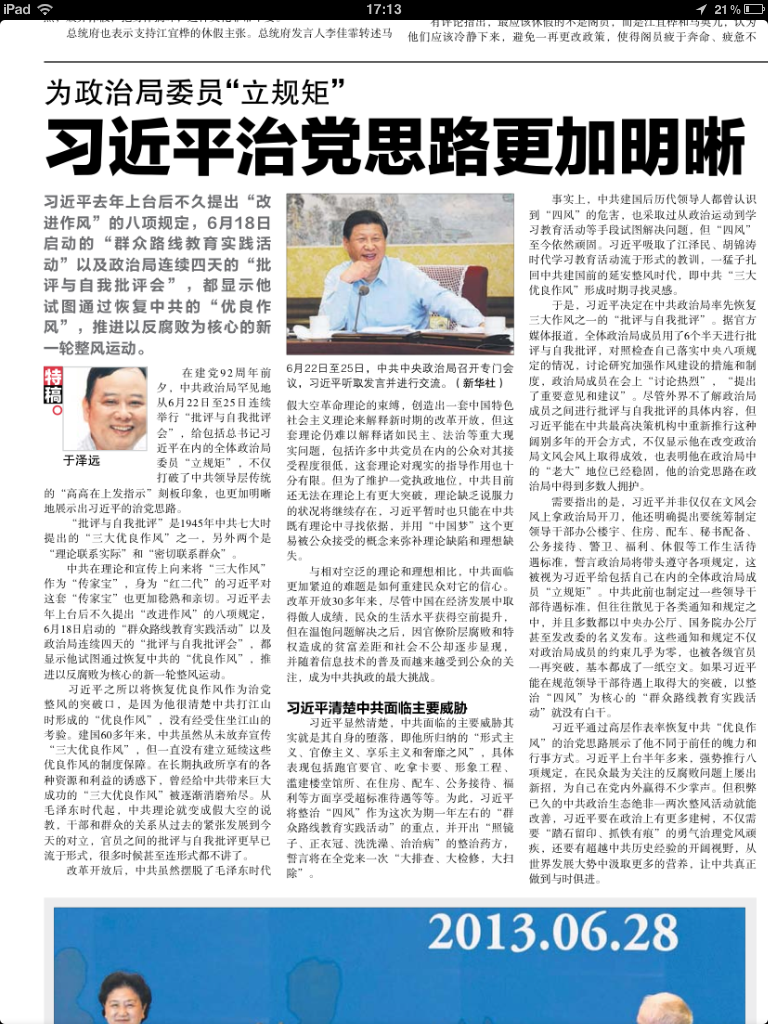 iPad
17:13
21%
总统府也表示支持江宜桦的休假主张。总统府发言人李佳霏转述马
有评论指出，最应该休假的不是阁员，而是江宜桦和马英九，认为
他们应该冷静下来，避免一再更改政策，使得阁员疲于奔命、疲惫不
为政治局委员“立规矩”
习近平治党思路更加明晰
习近平去年上台后不久提出“改
进作风”的八项规定，6月18日
启动的“群众路线教育实践活
动”以及政治局连续四天的“批
评与自我批评会”，都显示他
试图通过恢复中共的“优良作
风”，推进以反腐败为核心的新
一轮整风运动。
特稿
于泽远
在建党92周年前
夕，中共政治局罕见地
从6月22日至25日连续
举行“批评与自我批评
会”，给包括总书记习
近平在内的全体政治局
委员“立规矩”，不仅
打破了中共领导层传统
的“高高在上发指示”刻板印象，也更加明晰
地展示出习近平的治党思路。
“批评与自我批评”是1945年中共七大时
提出的“三大优良作风”之一，另外两个是
“理论联系实际”和“密切联系群众”。
中共在理论和宣传上向来将“三大作风”
作为“传家宝”，身为“红二代”的习近平对
这套“传家宝”也更加稔熟和亲切。习近平去
年上台后不久提出“改进作风”的八项规定，
6月18日启动的“群众路线教育实践活动”以及
政治局连续四天的“批评与自我批评会”，都
显示他试图通过恢复中共的“优良作风”，推
进以反腐败为核心的新一轮整风运动。
习近平之所以将恢复优良作风作为治党
整风的突破口，是因为他很清楚中共打江山
时形成的“优良作风”，没有经受住坐江山的
考验。建国60多年来，中共虽然从未放弃宣传
“三大优良作风”，但一直没有建立延续这些
优良作风的制度保障。在长期执政所享有的各
种资源和利益的诱惑下，曾经给中共带来巨大
成功的“三大优良作风”被逐渐消磨殆尽。从
毛泽东时代起，中共理论就变成假大空的说
教，干部和群众的关系从过去的紧张发展到今
天的对立，官员之间的批评与自我批评更早已
流于形式，很多时候甚至连形式都不讲了。
改革开放后，中共虽然摆脱了毛泽东时代
6月22日至25日，中共中央政治局召开专门会
议，习近平听取发言并进行交流。（新华社）
假大空革命理论的束缚，创造出一套中国特色
社会主义理论来解释新时期的改革开放，但这
套理论仍难以解释诸如民主、法治等重大现
实问题，包括许多中共党员在内的公众对其接
受程度很低，这套理论对现实的指导作用也十
分有限。但为了维护一党执政地位，中共目前
还无法在理论上有更大突破，理论缺乏说服力
的状况将继续存在，习近平暂时也只能在中共
既有理论中寻找依据，并用“中国梦”这个更
易被公众接受的概念来弥补理论缺陷和理想缺
失。
与相对空泛的理论和理想相比，中共面临
更加紧迫的难题是如何重建民众对它的信心。
改革开放30多年来，尽管中国在经济发展中取
得傲人成绩，民众的生活水平获得空前提升，
但在温饱问题解决之后，因官僚阶层腐败和特
权造成的贫富差距和社会不公却逐步显现，
并随着信息技术的普及而越来越受到公众的关
注，成为中共执政的最大挑战。
习近平清楚中共面临主要威胁
习近平显然清楚，中共面临的主要威胁其
实就是其自身的堕落，即他所归纳的“形式主
义、官僚主义、享乐主义和奢靡之风”，具体
表现包括跑官要官、吃拿卡要、形象工程、
滥建楼堂馆所、在住房、配车、公务接待、福
利等方面享受超标准待遇等等。为此，习近平
将整治“四风”作为这次为期一年左右的“群
众路线教育实践活动”的重点，并开出“照镜
子、正衣冠、洗洗澡、治治病”的整治药方，
誓言将在全党来一次“大排查、大检修，大扫
除”。
事实上，中共建国后历代领导人都曾认识
到“四风”的危害，也采取过从政治运动到学
习教育活动等手段试图解决问题，但“四风”
至今依然顽固。习近平吸取了江泽民、胡锦涛
时代学习教育活动流于形式的教训，一猛子扎
回中共建国前的延安整风时代，即中共“三大
优良作风”形成时期寻找灵感。
于是，习近平决定在中共政治局率先恢复
三大作风之一的“批评与自我批评”。据官方
媒体报道，全体政治局成员用了6个半天进行批
评与自我批评，对照检查自己落实中央八项规
定的情况，讨论研究加强作风建设的措施和制
度，政治局成员在会上“讨论热烈”，“提出
了重要意见和建议”。尽管外界不了解政治局
成员之间进行批评与自我批评的具体内容，但
习近平能在中共最高决策机构中重新推行这种
阔别多年的开会方式，不仅显示他在改变政治
局文风会风上取得成效，也表明他在政治局中
的“老大”地位已经稳固，他的治党思路在政
治局中得到多数人拥护。
需要指出的是，习近平并非仅仅在文风会
风上拿政治局开刀，他还明确提出要统筹制定
领导干部办公楼宇、住房、配车、秘书配备、
公务接待、警卫、福利、休假等工作生活待
遇标准，誓言政治局将带头遵守各项规定，这
被视为习近平给包括自己在内的全体政治局成
员“立规矩”。中共此前也制定过一些领导干
部待遇标准，但往往散见于各类通知和规定之
中，并且多数都以中央办公厅、国务院办公厅
甚至发改委的名义发布。这些通知和规定不仅
对政治局成员的约束几乎为零，也被各级官员
一再突破，基本都成了一纸空文。如果习近平
能在规范领导干部待遇上取得大的突破，以整
治“四风”为核心的“群众路线教育实践活
动”就没有白干。
习近平通过高层作表率恢复中共“优良作
风”的治党思路展示了他不同于前任的魄力和
行事方式。习近平上台半年多来，强势推行八
项规定，在民众最为关注的反腐败问题上屡出
新招，为自己在党内外赢得不少掌声。但积弊
已久的中共政治生态绝非一两次整风活动就能
改善，习近平要在政治上有更多建树，不仅需
要“踏石留印、抓铁有痕”的勇气治理党风顽
疾，还要有超越中共历史经验的开阔视野，从
世界发展大势中汲取更多的营养，让中共真正
做到与时俱进。
2013.06.28